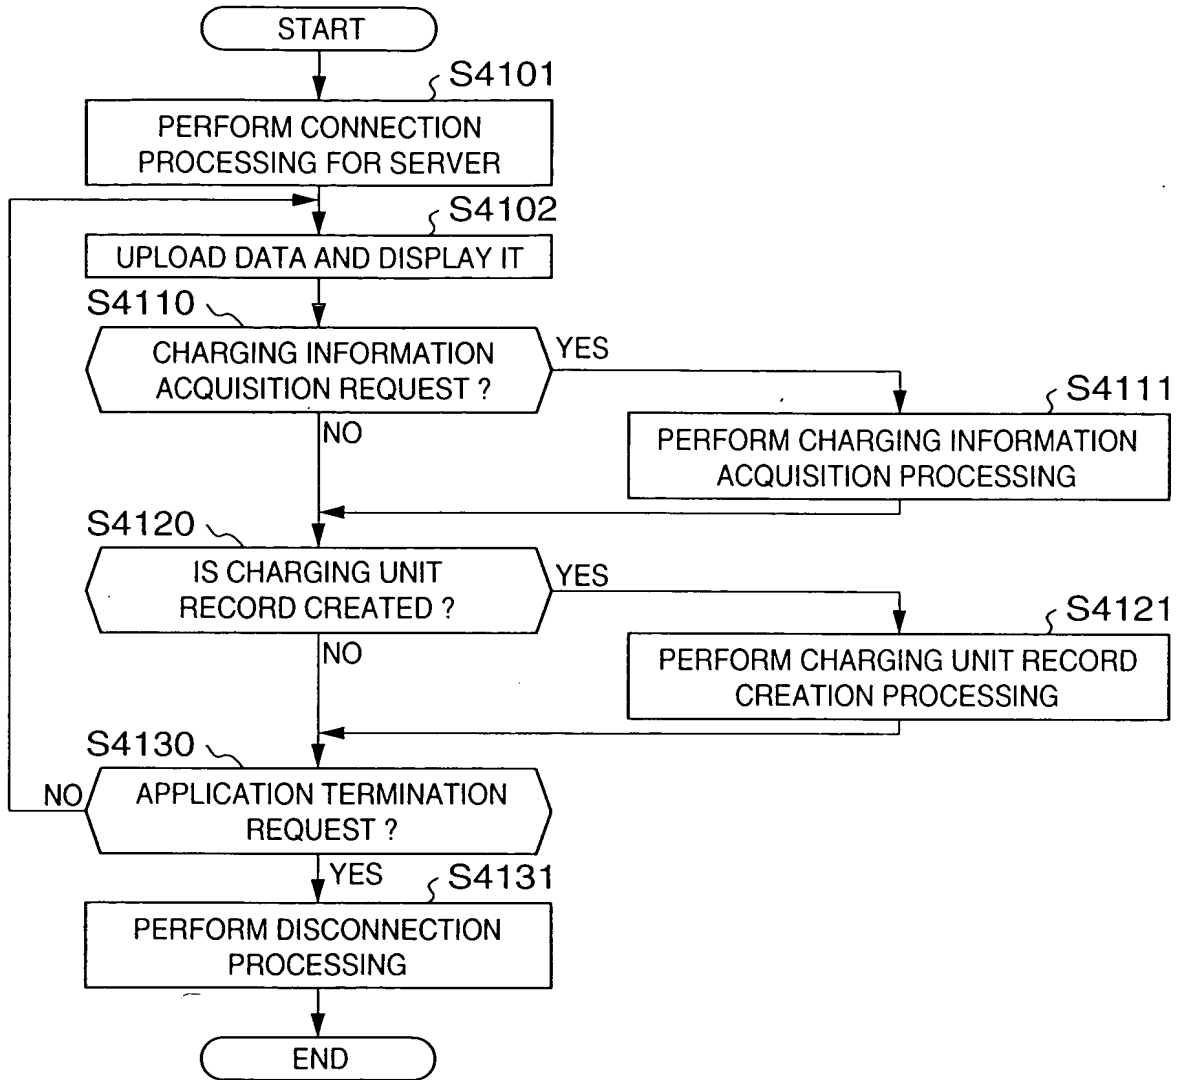 START
S4101
PERFORM CONNECTION
PROCESSING FOR SERVER
S4102
UPLOAD DATA AND DISPLAY IT
S4110
CHARGING INFORMATION
ACQUISITION REQUEST ?
YES
NO
S4111
PERFORM CHARGING INFORMATION
ACQUISITION PROCESSING
S4120
IS CHARGING UNIT
RECORD CREATED ?
YES
NO
S4121
PERFORM CHARGING UNIT RECORD
CREATION PROCESSING
S4130
APPLICATION TERMINATION
REQUEST ?
NO
YES
S4131
PERFORM DISCONNECTION
PROCESSING
END